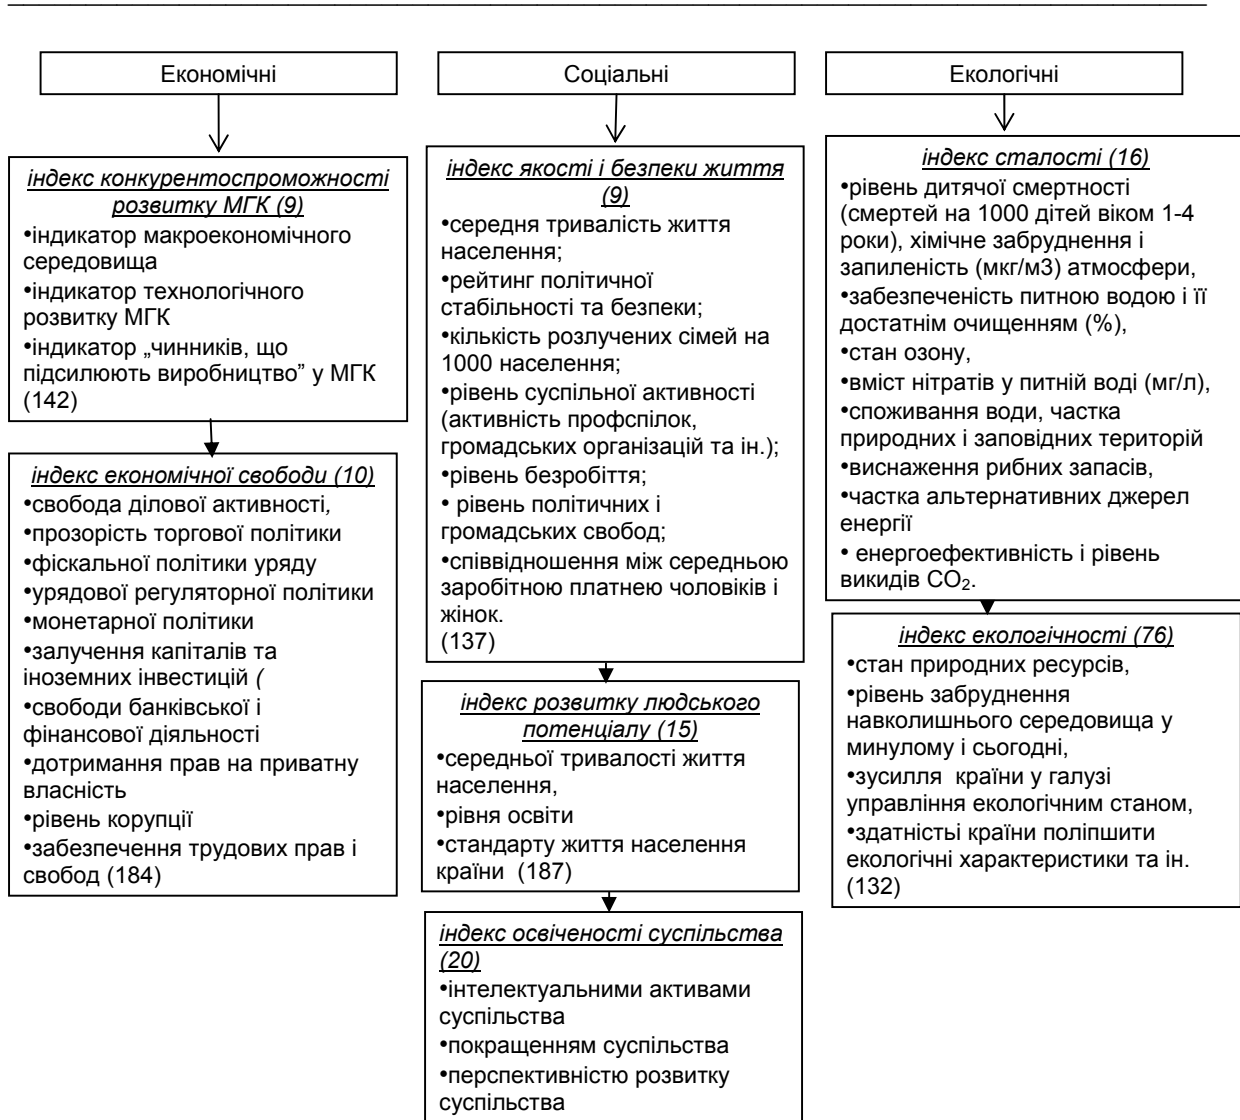 Економічні
індекс конкурентоспроможності
розвитку МГК (9)
•індикатор макроекономічного
середовища
•індикатор технологічного
розвитку МГК
•індикатор „чинників, що
підсилюють виробництво” у МГК
(142)
індекс економічної свободи (10)
•свобода ділової активності,
•прозорість торгової політики
•фіскальної політики уряду
•урядової регуляторної політики
•монетарної політики
•залучення капіталів та
іноземних інвестицій (
•свободи банківської і
фінансової діяльності
•дотримання прав на приватну
власність
•рівень корупції
•забезпечення трудових прав і
свобод (184)
Соціальні
індекс якості і безпеки життя
(9)
•середня тривалість життя
населення;
•рейтинг політичної
стабільності та безпеки;
•кількість розлучених сімей на
1000 населення;
•рівень суспільної активності
(активність профспілок,
громадських організацій та ін.);
•рівень безробіття;
• рівень політичних і
громадських свобод;
•співвідношення між середньою
заробітною платнею чоловіків і
жінок.
(137)
індекс розвитку людського
потенціалу (15)
•середньої тривалості життя
населення,
•рівня освіти
•стандарту життя населення
країни (187)
індекс освіченості суспільства
(20)
•інтелектуальними активами
суспільства
•покращенням суспільства
•перспективністю розвитку
суспільства
Екологічні
індекс сталості (16)
•рівень дитячої смертності
(смертей на 1000 дітей віком 1-4
роки), хімічне забруднення і
запиленість (мкг/м3) атмосфери,
•забезпеченість питною водою і її
достатнім очищенням (%),
•стан озону,
•вміст нітратів у питній воді (мг/л),
•споживання води, частка
природних і заповідних територій
•виснаження рибних запасів,
•частка альтернативних джерел
енергії
• енергоефективність і рівень
викидів CO₂.
індекс екологічності (76)
•стан природних ресурсів,
•рівень забруднення
навколишнього середовища у
минулому і сьогодні,
•зусилля країни у галузі
управління екологічним станом,
•здатністьі країни поліпшити
екологічні характеристики та ін.
(132)